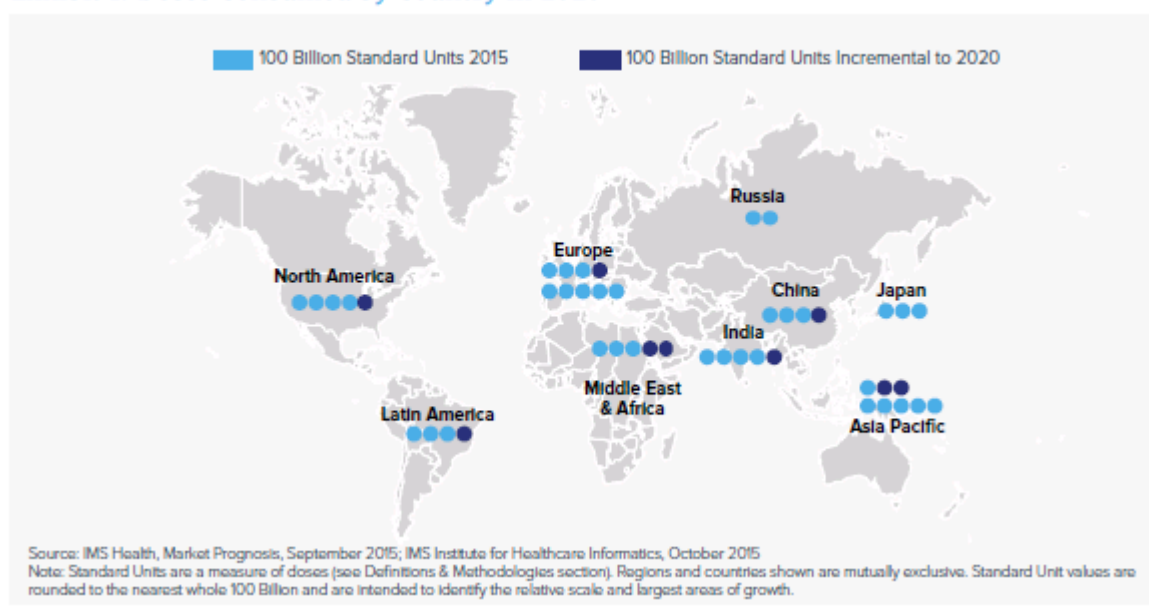 100 Billion Standard Units 2015
100 Billion Standard Units Incremental to 2020
Russia
Europe
North America
China
Japan
India
Middle East
& Africa
Latin America
Asia Pacific
Source: IMS Health, Market Prognosis, September 2015; IMS Institute for Healthcare Informatics, October 2015
Note: Standard Units are a measure of doses (see Definitions & Methodologies section). Regions and countries shown are mutually exclusive. Standard Unit values are
rounded to the nearest whole 100 Billion and are intended to identify the relative scale and largest areas of growth.